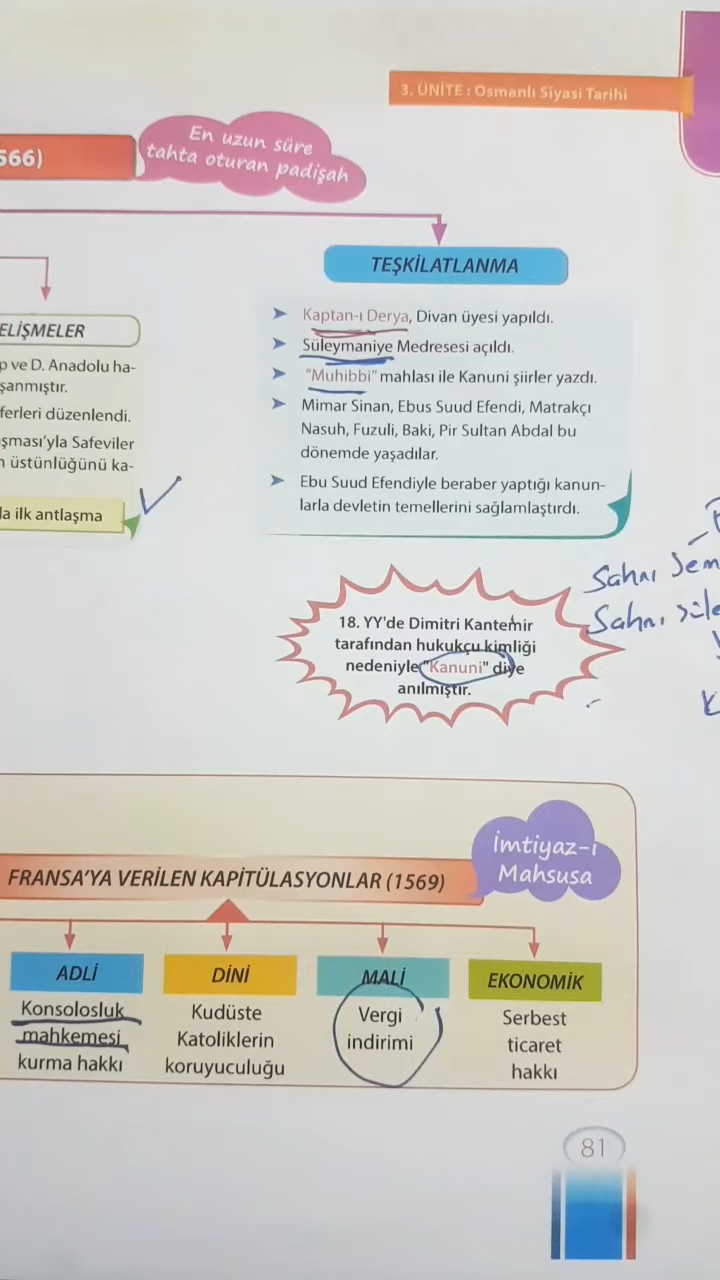 3. ÜNİTE : Osmanlı Siyasi Tarihi
566)
En uzun süre
tahta oturan padişah
TEŞKİLATLANMA
Kaptan-ı Derya, Divan üyesi yapıldı.
Süleymaniye Medresesi açıldı.
"Muhibbi" mahlası ile Kanuni şiirler yazdı.
Mimar Sinan, Ebus Suud Efendi, Matrakçı
Nasuh, Fuzuli, Baki, Pir Sultan Abdal bu
dönemde yaşadılar.
Ebu Suud Efendiyle beraber yaptığı kanun-
larla devletin temellerini sağlamlaştırdı.
ELİŞMELER
p ve D. Anadolu ha-
şanmıştır.
ferleri düzenlendi.
şması'yla Safeviler
n üstünlüğünü ka-
la ilk antlaşma
Sahnı Sem
Sahnı süle
18. YY'de Dimitri Kantemir
tarafından hukukçu kimliği
nedeniyle "Kanuni" diye
anılmıştır.
İmtiyaz-ı
Mahsusa
FRANSA'YA VERİLEN KAPİTÜLASYONLAR (1569)
ADLİ
Konsolosluk
mahkemesi
kurma hakkı
DİNİ
Kudüste
Katoliklerin
koruyuculuğu
MALİ
Vergi
indirimi
EKONOMİK
Serbest
ticaret
hakkı
81